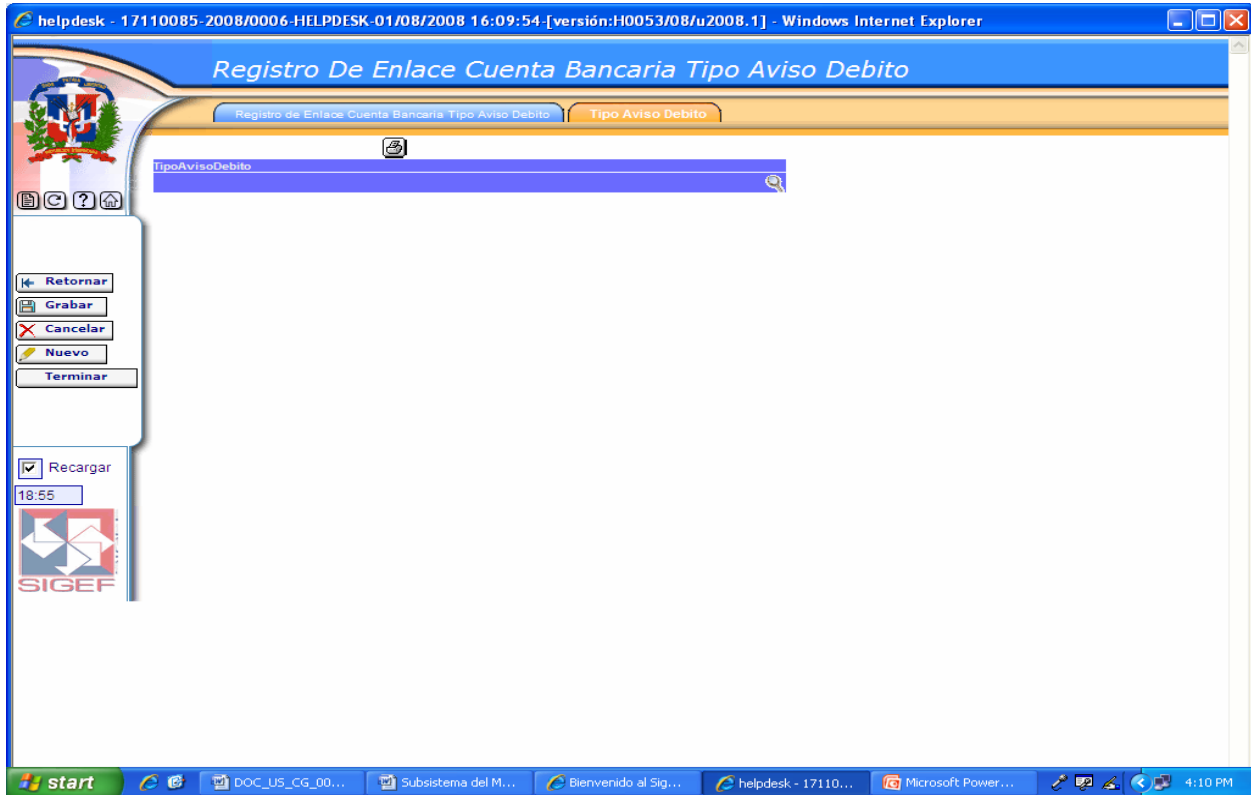 helpdesk - 17110085-2008/0006-HELPDESK-01/08/2008 16:09:54-[versión:H0053/08/u2008.1] - Windows Internet Explorer
Registro De Enlace Cuenta Bancaria Tipo Aviso Debito
Registro de Enlace Cuenta Bancaria Tipo Aviso Debito
Tipo Aviso Debito
TipoAvisoDebito
Retornar
Grabar
Cancelar
Nuevo
Terminar
Recargar
18:55
SIGEF
start
DOC_US_CG_00...
Subsistema del M...
Bienvenido al Sig...
helpdesk - 17110...
Microsoft Power...
4:10 PM